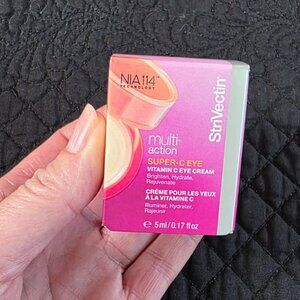 NIA114™
TECHNOLOGY
StriVectin®
multi-
action
SUPER-C EYE
VITAMIN C EYE CREAM
Brighten, Hydrate,
Rejuvenate
CRÈME POUR LES YEUX
À LA VITAMINE C
Illuminer, Hydrater,
Rajeunir
e 5ml/0.17 fl oz